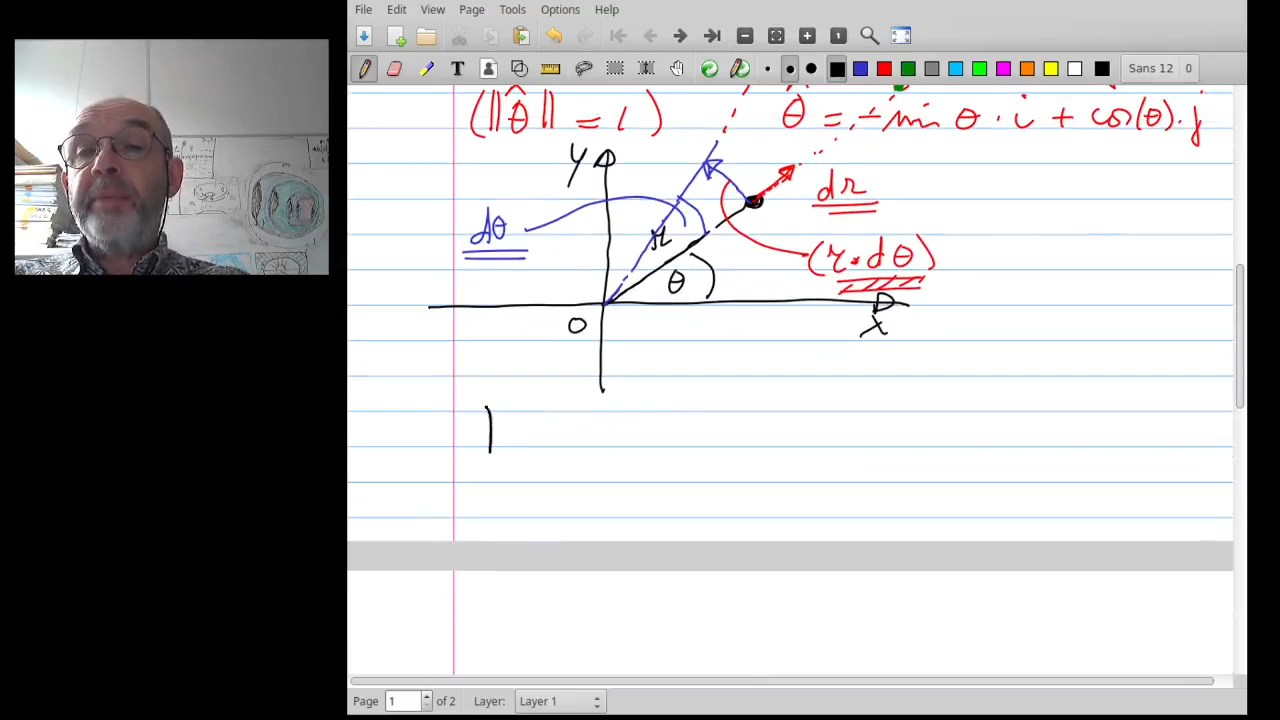 File Edit View Page Tools Options Help
Sans 12 0
(‖θ̂‖ = 1)
θ̂ = - sin θ · i + cos(θ) · j
Y
dr
dθ
r
(r · dθ)
θ
O
X
Page 1 of 2 Layer: Layer 1